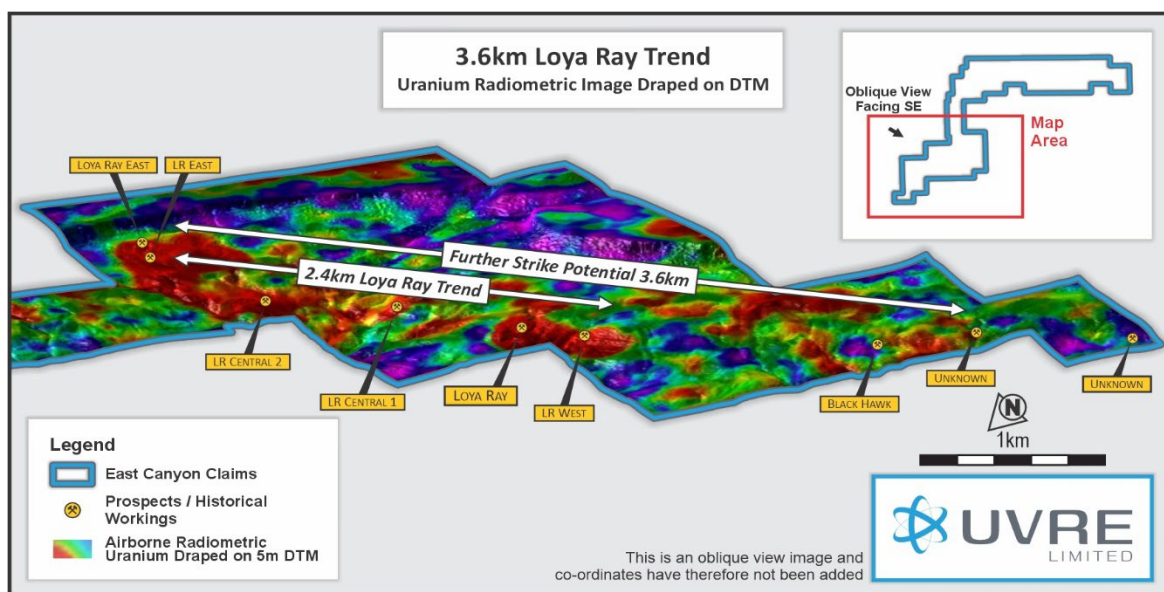 3.6km Loya Ray Trend
Uranium Radiometric Image Draped on DTM
Oblique View
Facing SE
Map
Area
LOYA RAY EAST
LR EAST
Further Strike Potential 3.6km
2.4km Loya Ray Trend
LR CENTRAL 2
LR CENTRAL 1
LOYA RAY
LR WEST
BLACK HAWK
UNKNOWN
UNKNOWN
N
1km
Legend
East Canyon Claims
Prospects / Historical
Workings
Airborne Radiometric
Uranium Draped on 5m DTM
This is an oblique view image and
co-ordinates have therefore not been added
UVRE
LIMITED